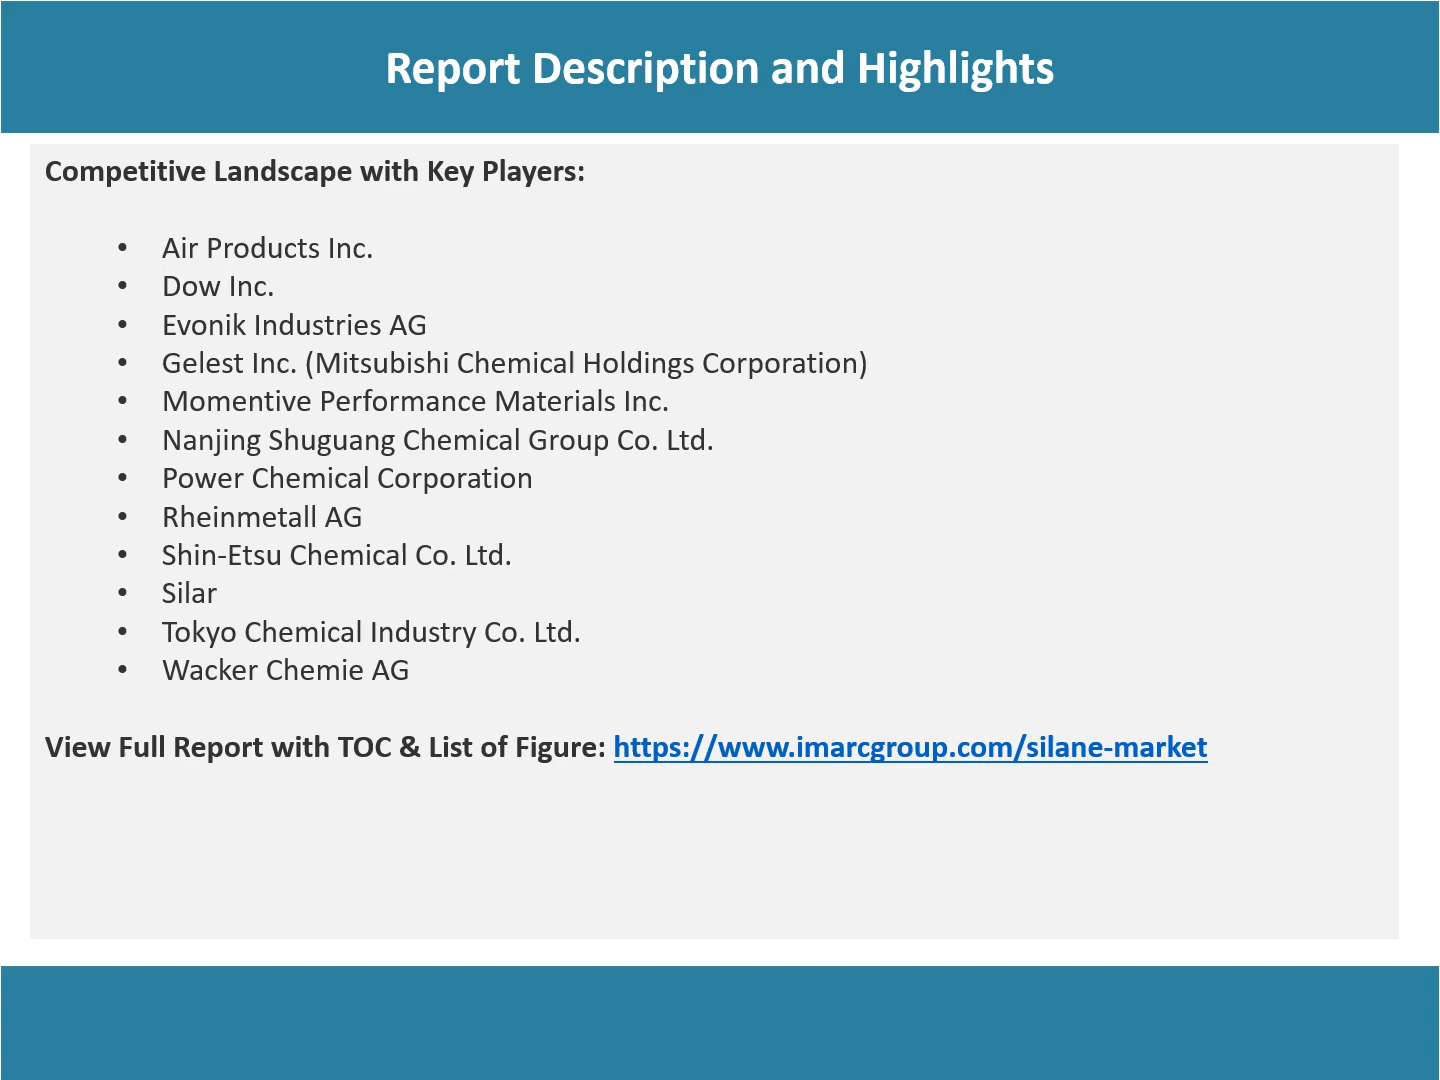 Report Description and Highlights
Competitive Landscape with Key Players:
• Air Products Inc.
• Dow Inc.
• Evonik Industries AG
• Gelest Inc. (Mitsubishi Chemical Holdings Corporation)
• Momentive Performance Materials Inc.
• Nanjing Shuguang Chemical Group Co. Ltd.
• Power Chemical Corporation
• Rheinmetall AG
• Shin-Etsu Chemical Co. Ltd.
• Silar
• Tokyo Chemical Industry Co. Ltd.
• Wacker Chemie AG
View Full Report with TOC & List of Figure: https://www.imarcgroup.com/silane-market